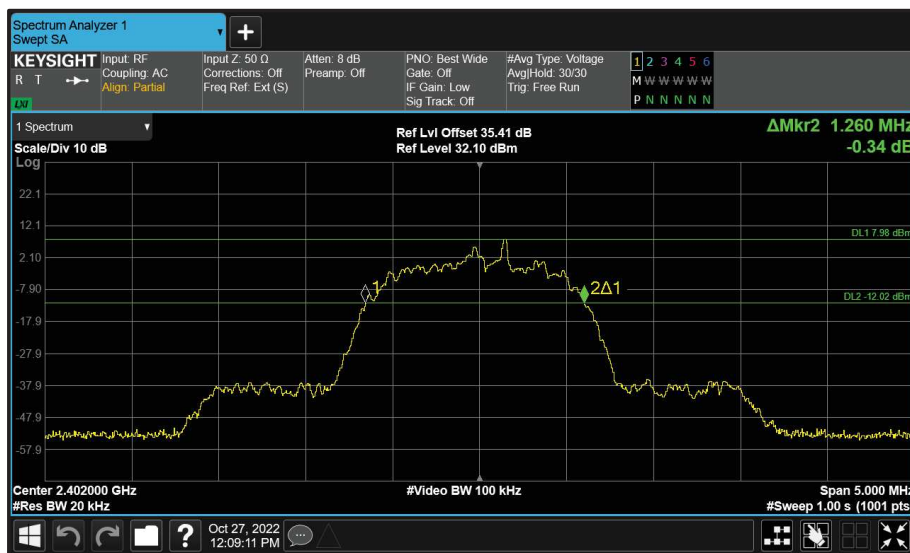 Spectrum Analyzer 1
Swept SA
+
KEYSIGHT
R T
LXI
Input: RF
Coupling: AC
Align: Partial
Input Z: 50 Ω
Corrections: Off
Freq Ref: Ext (S)
Atten: 8 dB
Preamp: Off
PNO: Best Wide
Gate: Off
IF Gain: Low
Sig Track: Off
#Avg Type: Voltage
Avg|Hold: 30/30
Trig: Free Run
1 2 3 4 5 6
M W W W W W
P N N N N N
1 Spectrum
Scale/Div 10 dB
Log
Ref Lvl Offset 35.41 dB
Ref Level 32.10 dBm
ΔMkr2 1.260 MHz
-0.34 dB
22.1
12.1
DL1 7.98 dBm
2.10
-7.90
1
2Δ1
DL2 -12.02 dBm
-17.9
-27.9
-37.9
-47.9
-57.9
Center 2.402000 GHz
#Video BW 100 kHz
Span 5.000 MHz
#Res BW 20 kHz
#Sweep 1.00 s (1001 pts
?
Oct 27, 2022
12:09:11 PM